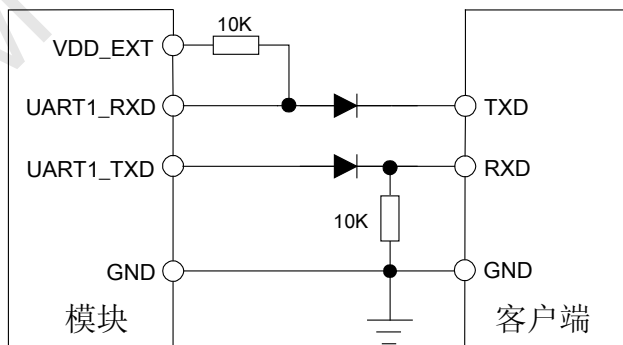 10K
VDD_EXT
UART1_RXD
TXD
UART1_TXD
RXD
10K
GND
GND
模块
客户端